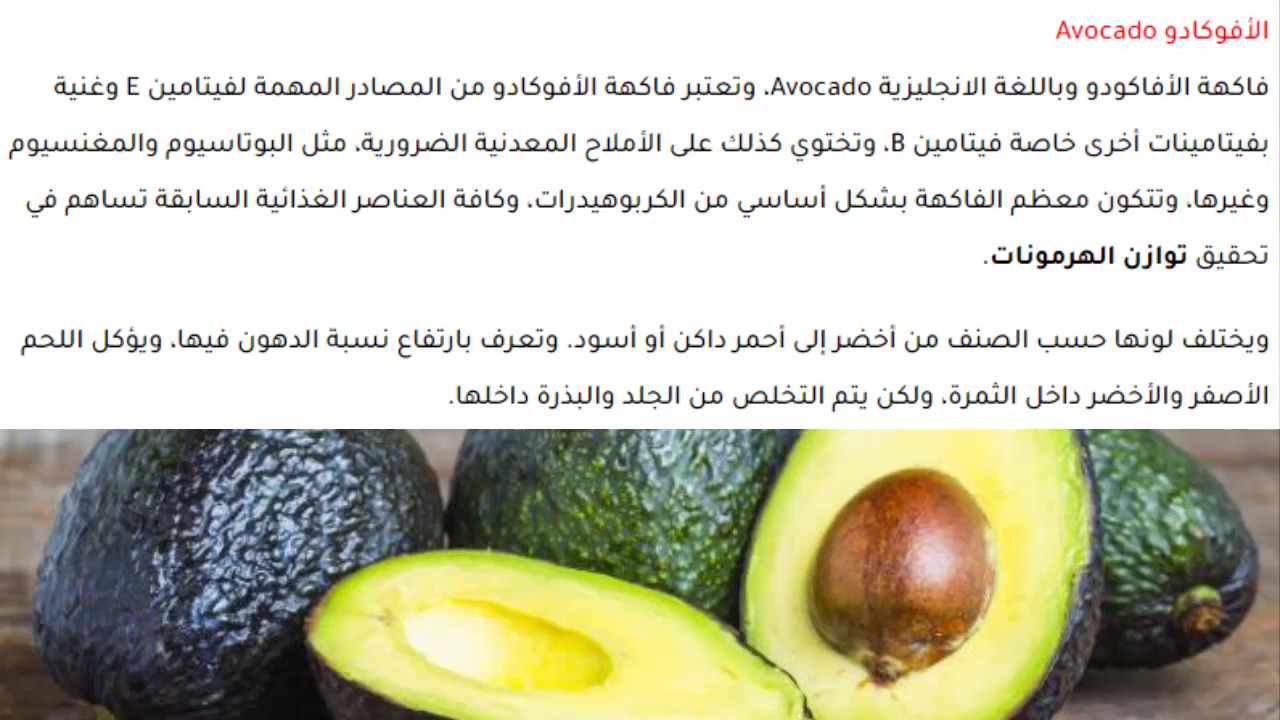 الأفوكادو Avocado
فاكهة الأفاكودو وباللغة الانجليزية Avocado، وتعتبر فاكهة الأفوكادو من المصادر المهمة لفيتامين E وغنية
بفيتامينات أخرى خاصة فيتامين B، وتختوي كذلك على الأملاح المعدنية الضرورية، مثل البوتاسيوم والمغنسيوم
وغيرها، وتتكون معظم الفاكهة بشكل أساسي من الكربوهيدرات، وكافة العناصر الغذائية السابقة تساهم في
تحقيق توازن الهرمونات.
ويختلف لونها حسب الصنف من أخضر إلى أحمر داكن أو أسود. وتعرف بارتفاع نسبة الدهون فيها، ويؤكل اللحم
الأصفر والأخضر داخل الثمرة، ولكن يتم التخلص من الجلد والبذرة داخلها.